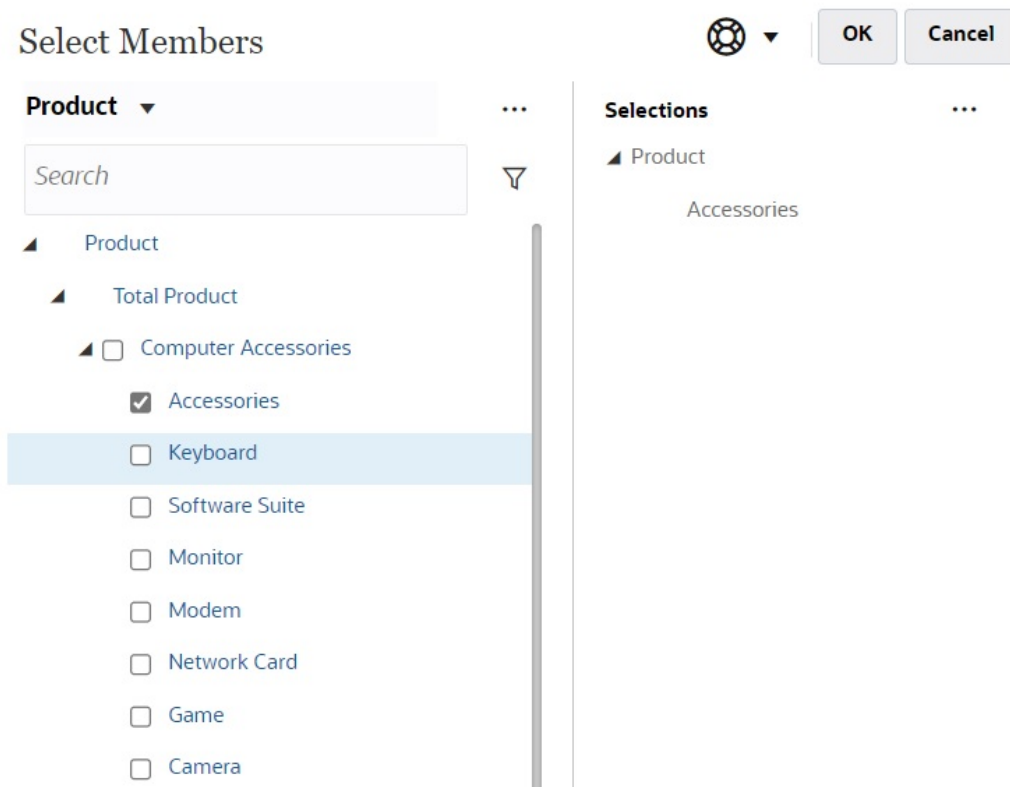 Select Members
OK
Cancel
Product
Search
Product
Total Product
Computer Accessories
Accessories
Keyboard
Software Suite
Monitor
Modem
Network Card
Game
Camera
Selections
Product
Accessories